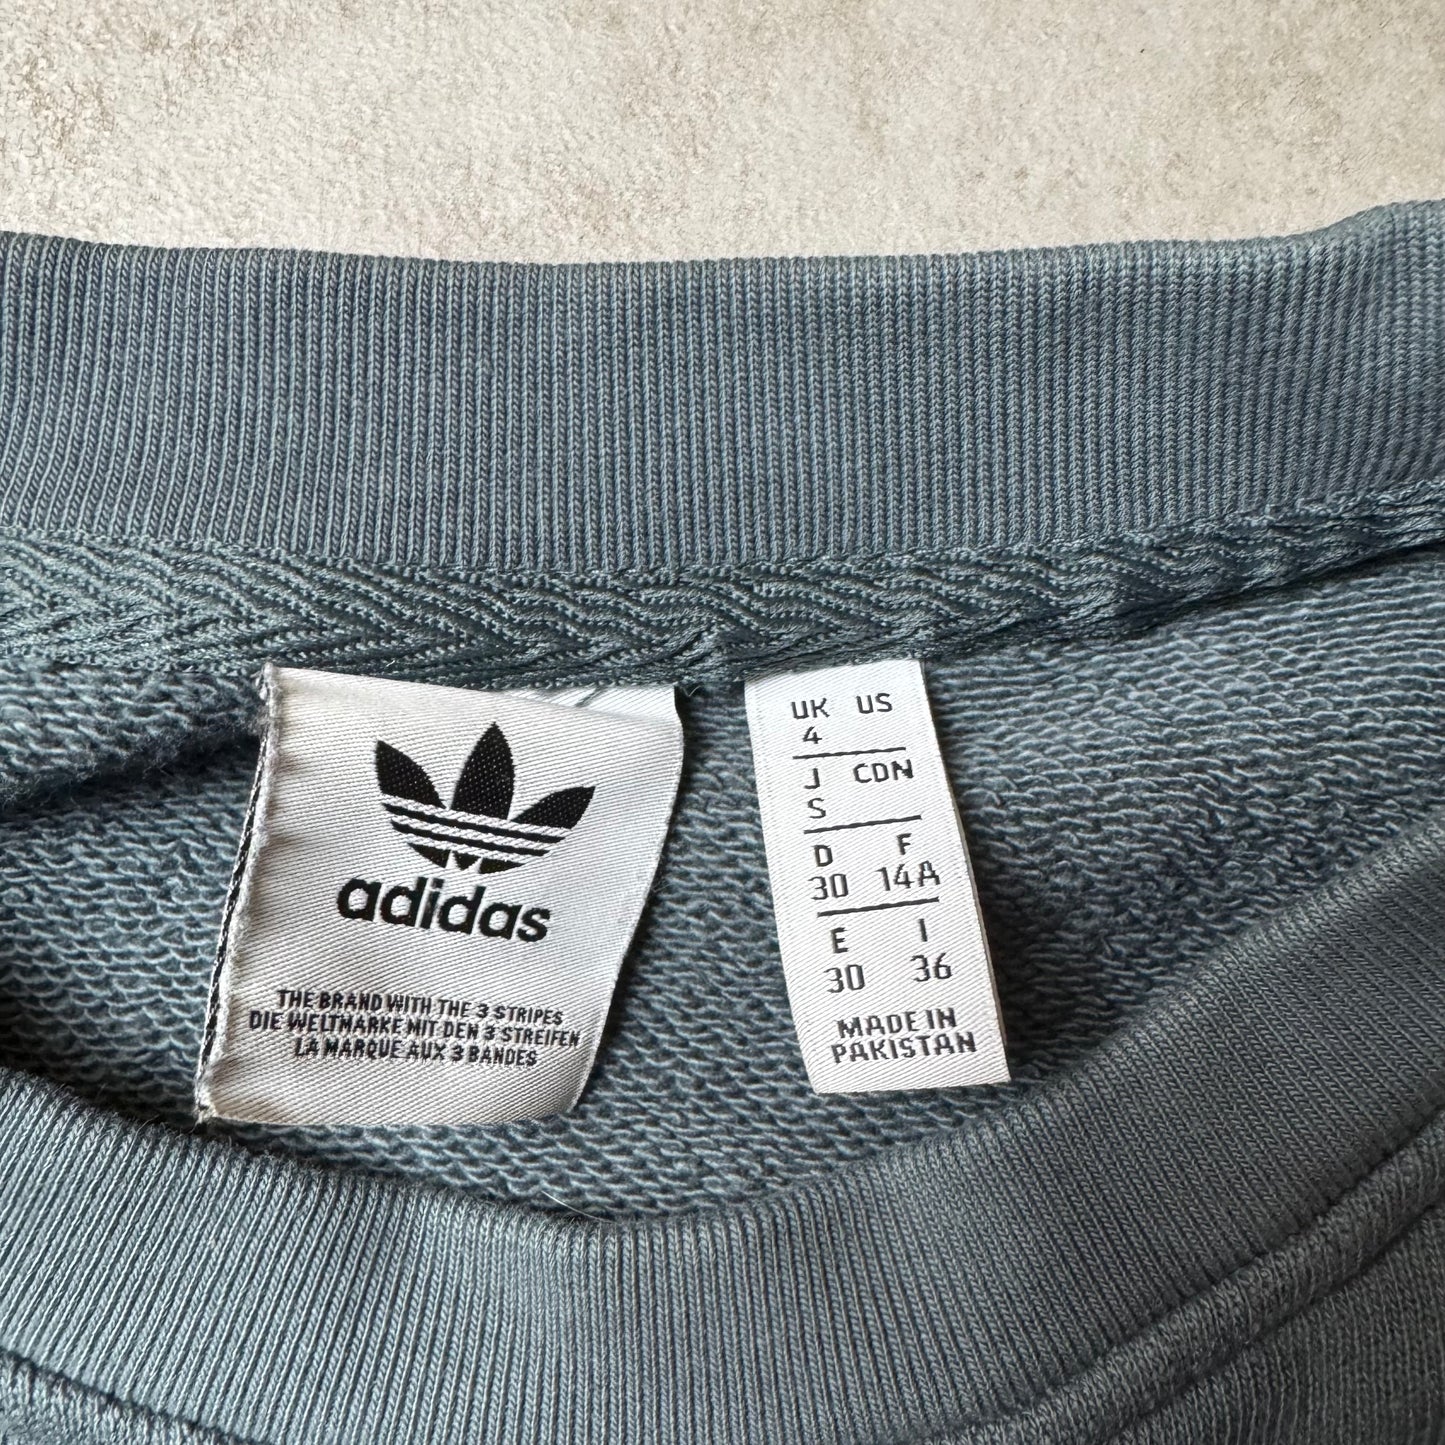 adidas
THE BRAND WITH THE 3 STRIPES
DIE WELTMARKE MIT DEN 3 STREIFEN
LA MARQUE AUX 3 BANDES
UK US
4
J CDN
S
D F
30 14A
E I
30 36
MADE IN
PAKISTAN